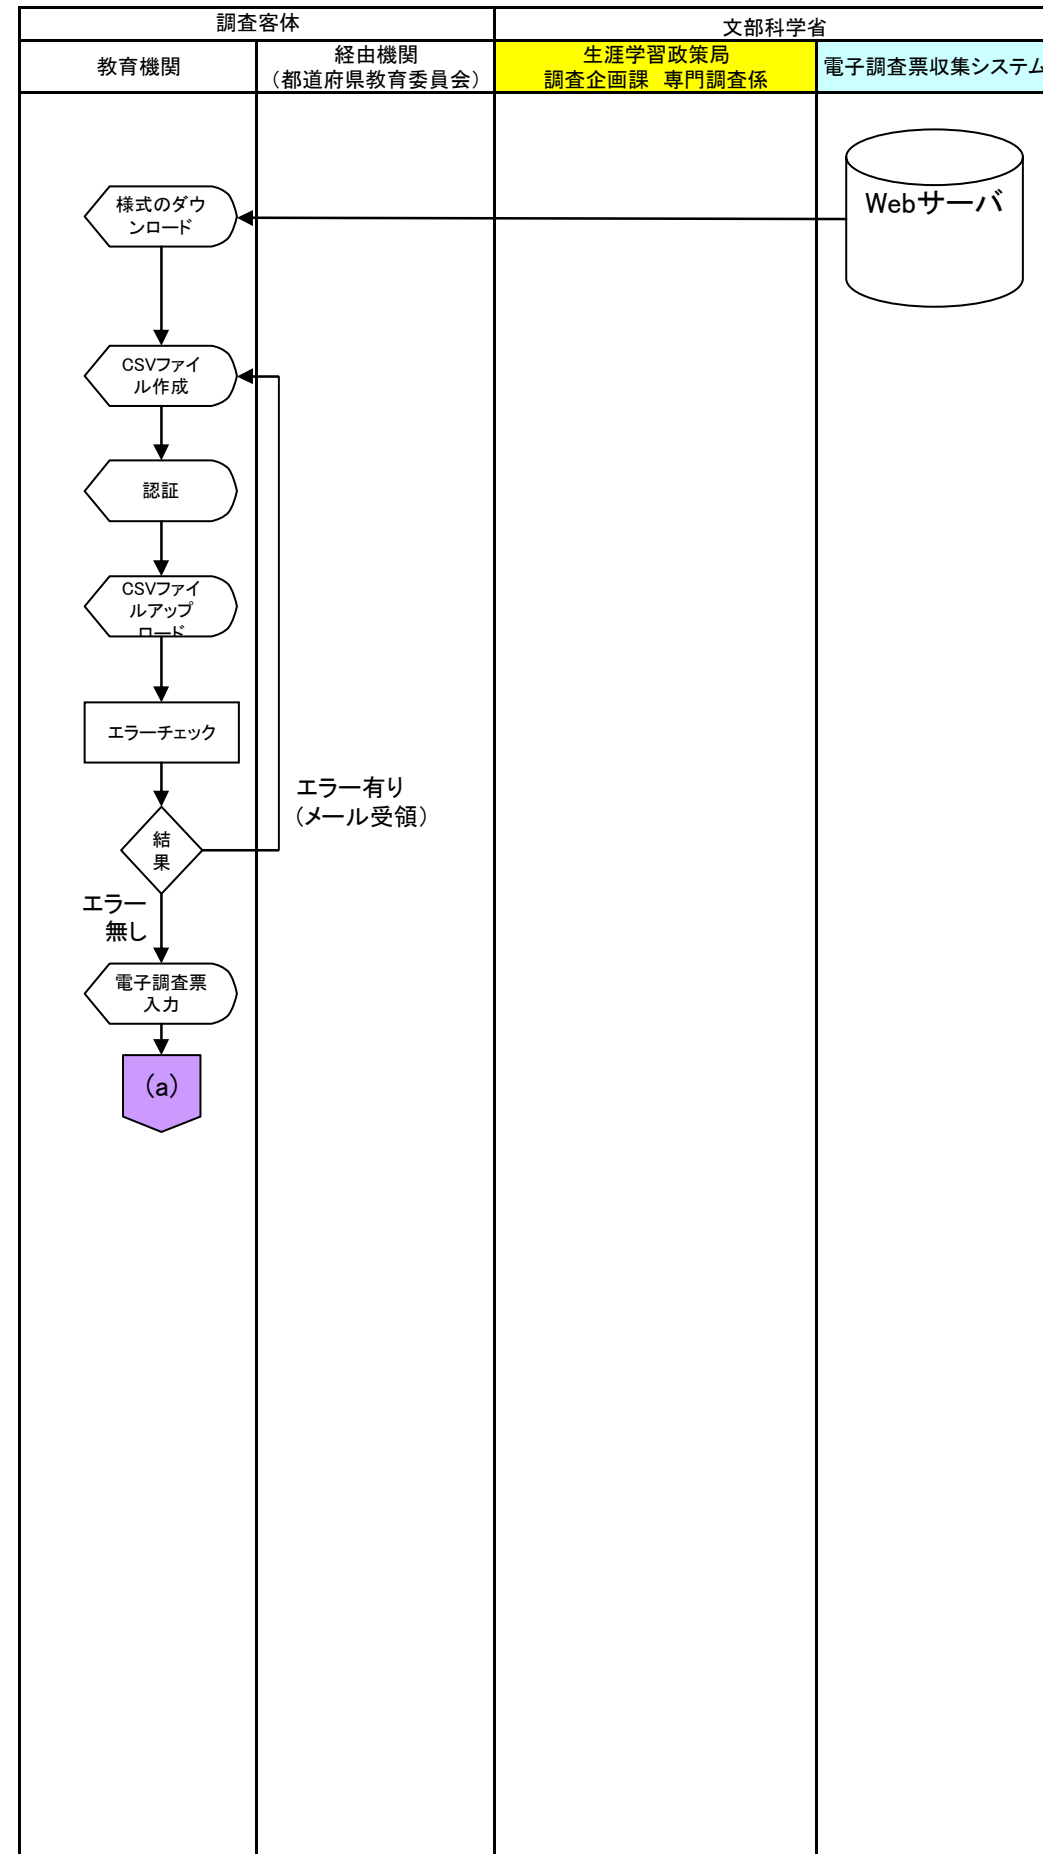 調査客体
文部科学省
教育機関
経由機関
（都道府県教育委員会）
生涯学習政策局
調査企画課　専門調査係
電子調査票収集システム
Webサーバ
様式のダウ
ンロード
CSVファイ
ル作成
認証
CSVファイ
ルアップ
ロード
エラーチェック
エラー有り
（メール受領）
結
果
エラー
無し
電子調査票
入力
（a）